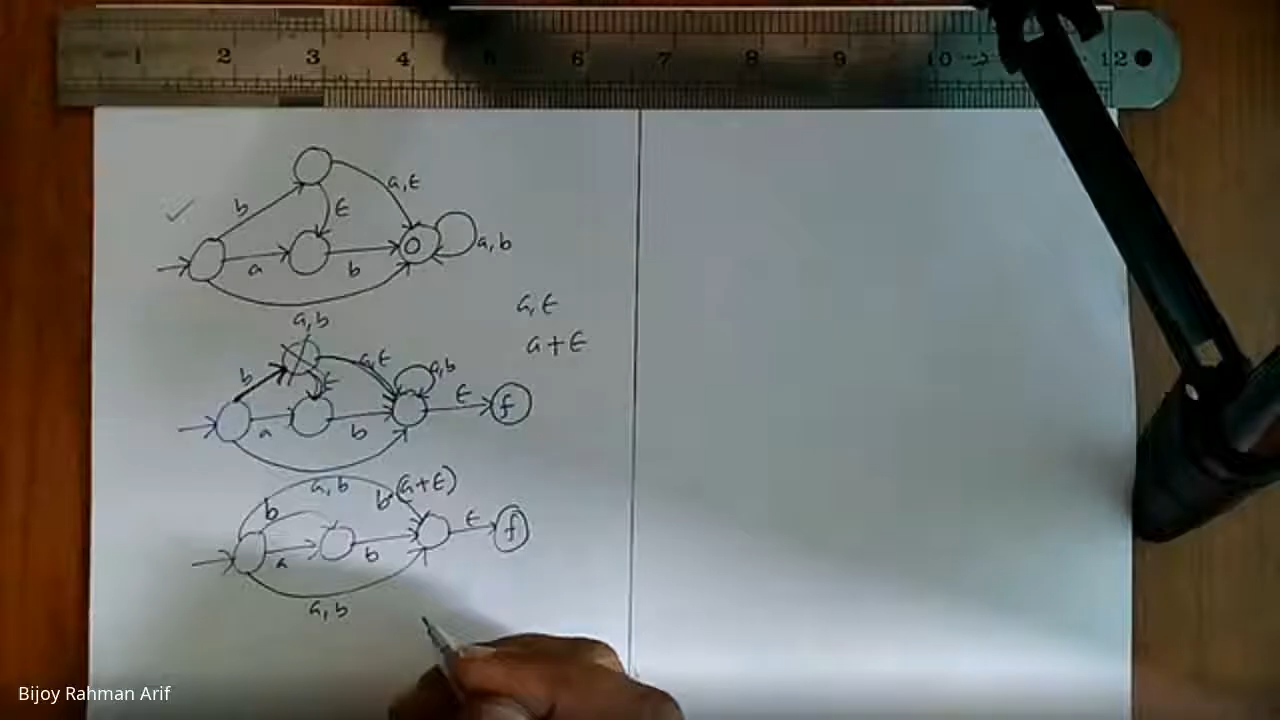 1 2 3 4 5 6 7 8 9 10 12
a,ϵ
b
ϵ
a b
a,b
a,b
a,ϵ
a+ϵ
b a,ϵ a,b
ϵ ϵ f
a b
a,b
b·(a+ϵ)
b
ϵ f
a b
a,b
Bijoy Rahman Arif